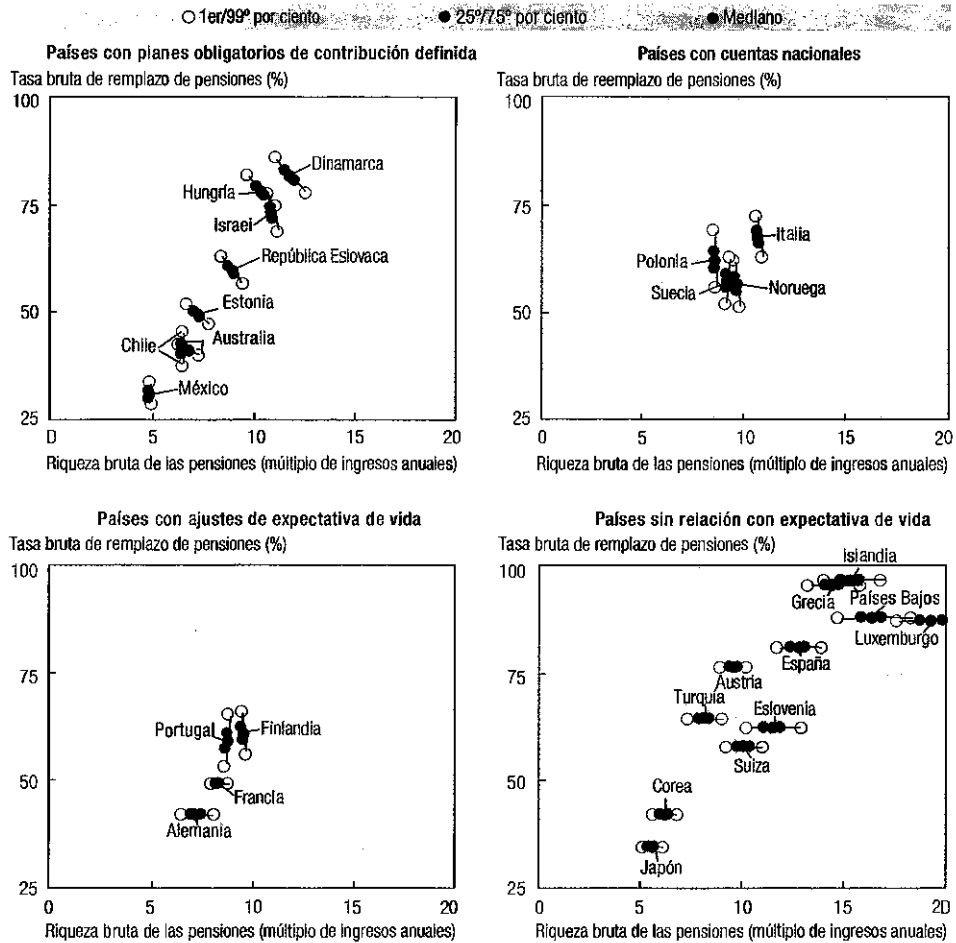 1er/99º por ciento 25º/75º por ciento Mediano
Países con planes obligatorios de contribución definida
Tasa bruta de remplazo de pensiones (%)
100
Dinamarca
Hungría
75
Israel
República Eslovaca
Estonia
50
Australia
Chile
México
25
0 5 10 15 20
Riqueza bruta de las pensiones (múltiplo de ingresos anuales)
Países con cuentas nacionales
Tasa bruta de reemplazo de pensiones (%)
100
75
Italia
Polonia
Suecia
Noruega
50
25
0 5 10 15 20
Riqueza bruta de las pensiones (múltiplo de ingresos anuales)
Países con ajustes de expectativa de vida
Tasa bruta de remplazo de pensiones (%)
100
75
Portugal
Finlandia
50
Francia
Alemania
25
0 5 10 15 20
Riqueza bruta de las pensiones (múltiplo de ingresos anuales)
Países sin relación con expectativa de vida
Tasa bruta de remplazo de pensiones (%)
Islandia
100
Grecia
Países Bajos
Luxemburgo
España
75
Austria
Turquía
Eslovenia
Suiza
50
Corea
Japón
25
0 5 10 15 20
Riqueza bruta de las pensiones (múltiplo de ingresos anuales)